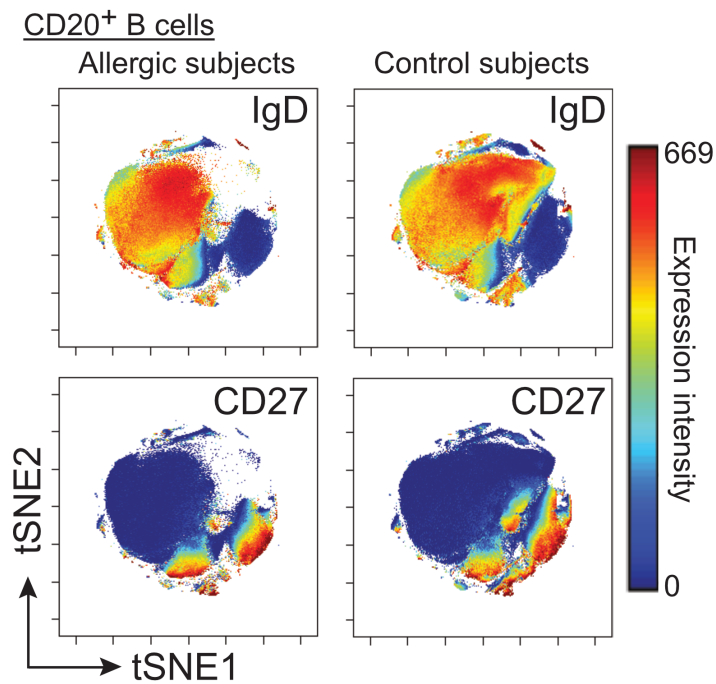 CD20+ B cells
Allergic subjects
Control subjects
IgD
IgD
669
Expression intensity
0
CD27
CD27
tSNE2
tSNE1